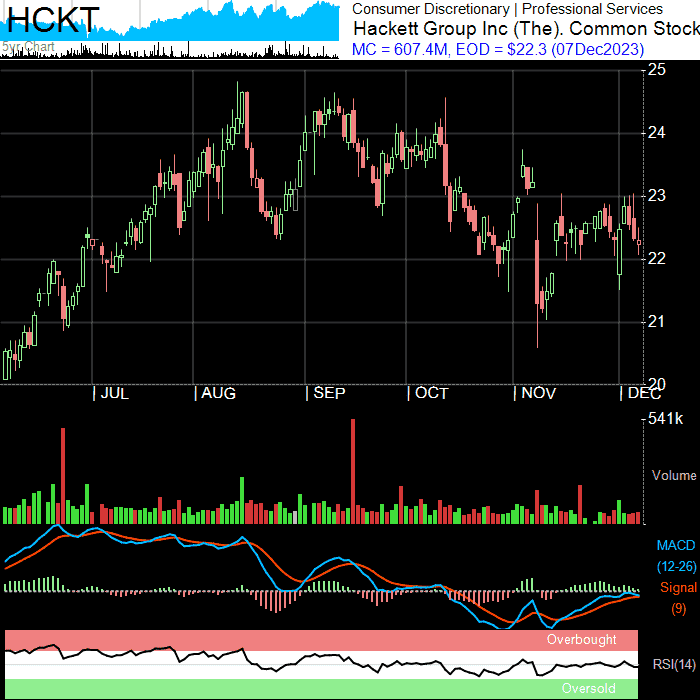 HCKT
5yr Chart
Consumer Discretionary | Professional Services
Hackett Group Inc (The). Common Stock
MC = 607.4M, EOD = $22.3 (07Dec2023)
25
24
23
22
21
20
| JUL | AUG | SEP | OCT | NOV | DEC
541k
Volume
MACD
(12-26)
Signal
(9)
Overbought
RSI(14)
Oversold